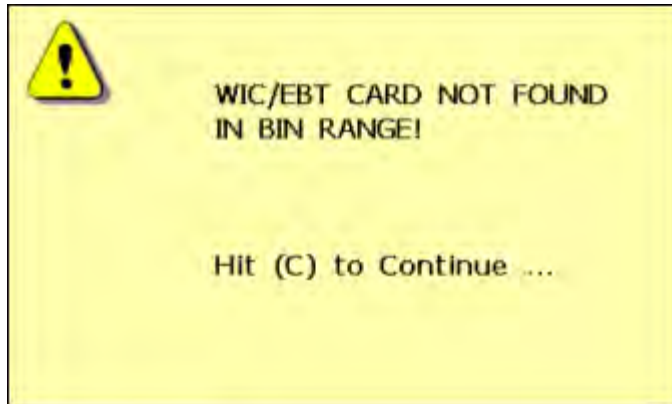 WIC/EBT CARD NOT FOUND
IN BIN RANGE!
Hit (C) to Continue ...